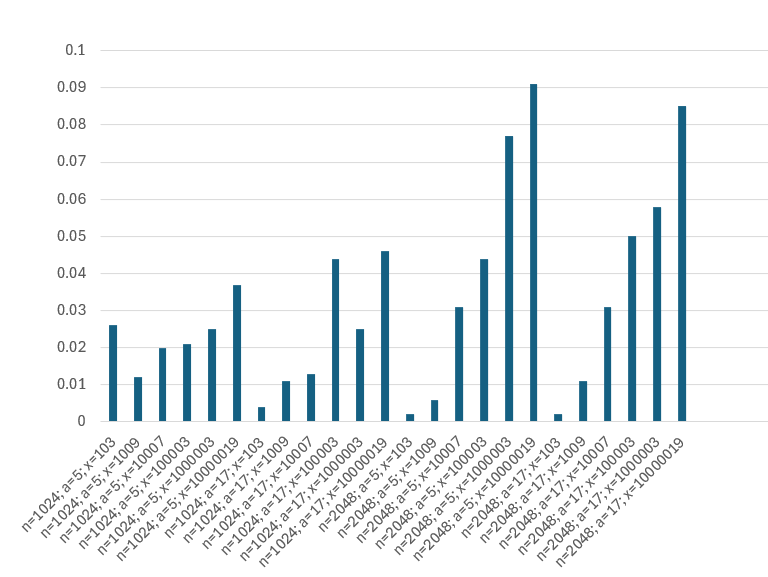 0.1
0.09
0.08
0.07
0.06
0.05
0.04
0.03
0.02
0.01
0
n=1024; a=5; x=103
n=1024; a=5; x=1009
n=1024; a=5; x=10007
n=1024; a=5; x=100003
n=1024; a=5; x=1000003
n=1024; a=5; x=10000019
n=1024; a=17; x=103
n=1024; a=17; x=1009
n=1024; a=17; x=10007
n=1024; a=17; x=100003
n=1024; a=17; x=1000003
n=1024; a=17; x=10000019
n=2048; a=5; x=103
n=2048; a=5; x=1009
n=2048; a=5; x=10007
n=2048; a=5; x=100003
n=2048; a=5; x=1000003
n=2048; a=5; x=10000019
n=2048; a=17; x=103
n=2048; a=17; x=1009
n=2048; a=17; x=10007
n=2048; a=17; x=100003
n=2048; a=17; x=1000003
n=2048; a=17; x=10000019